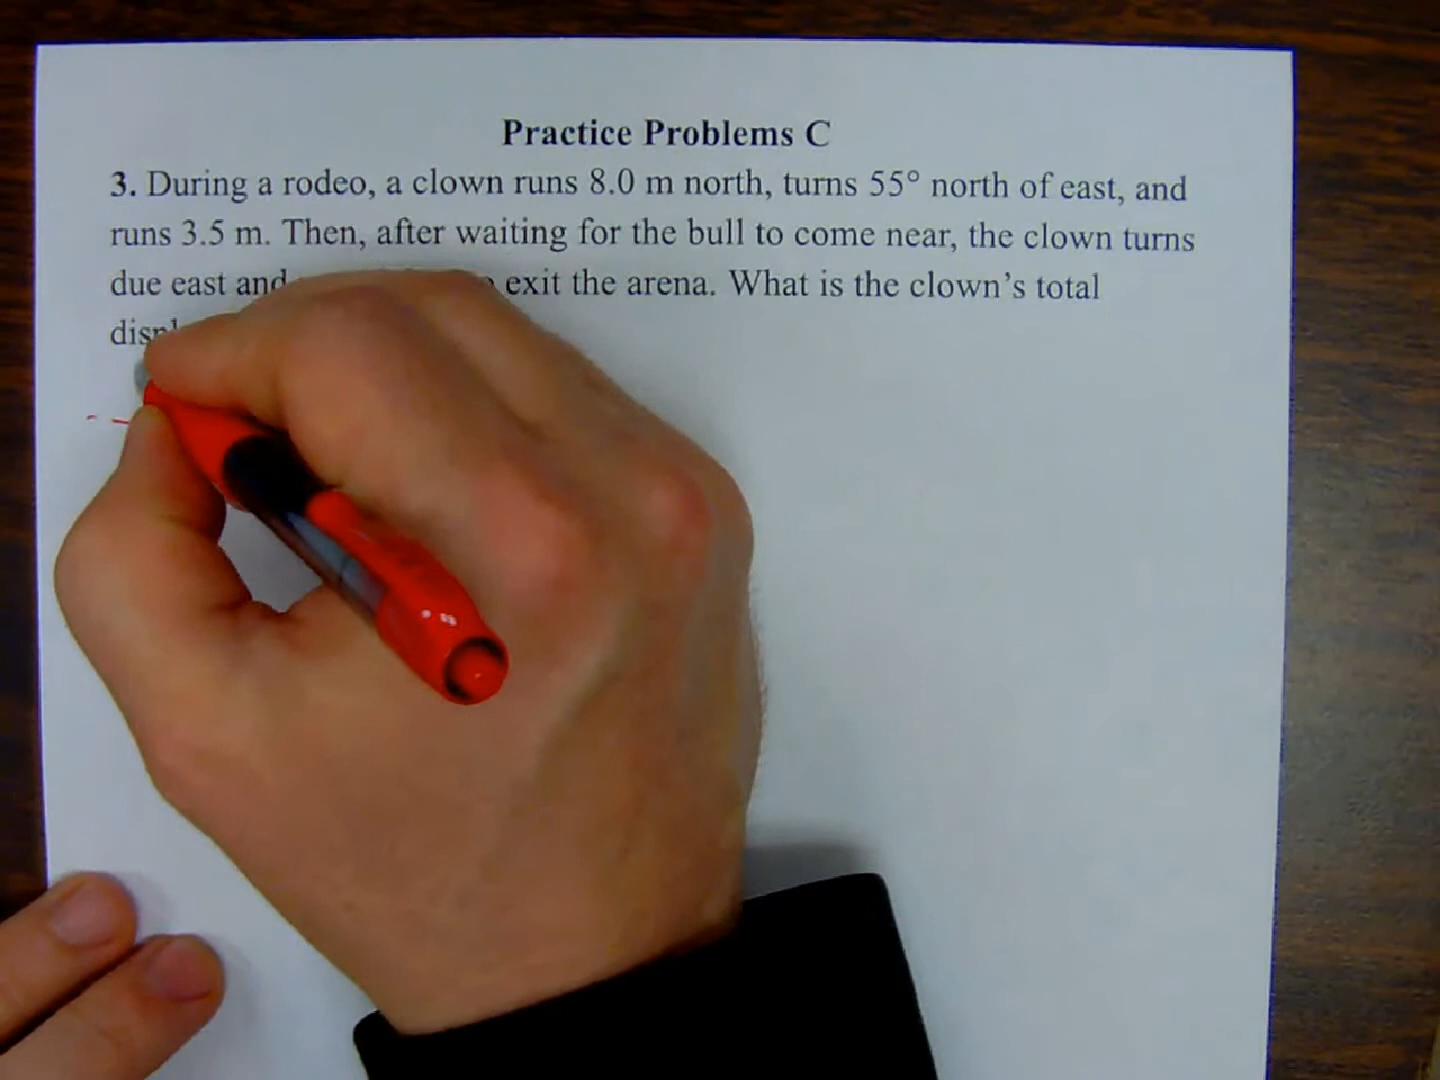 Practice Problems C
3. During a rodeo, a clown runs 8.0 m north, turns 55° north of east, and
runs 3.5 m. Then, after waiting for the bull to come near, the clown turns
due east and exit the arena. What is the clown's total